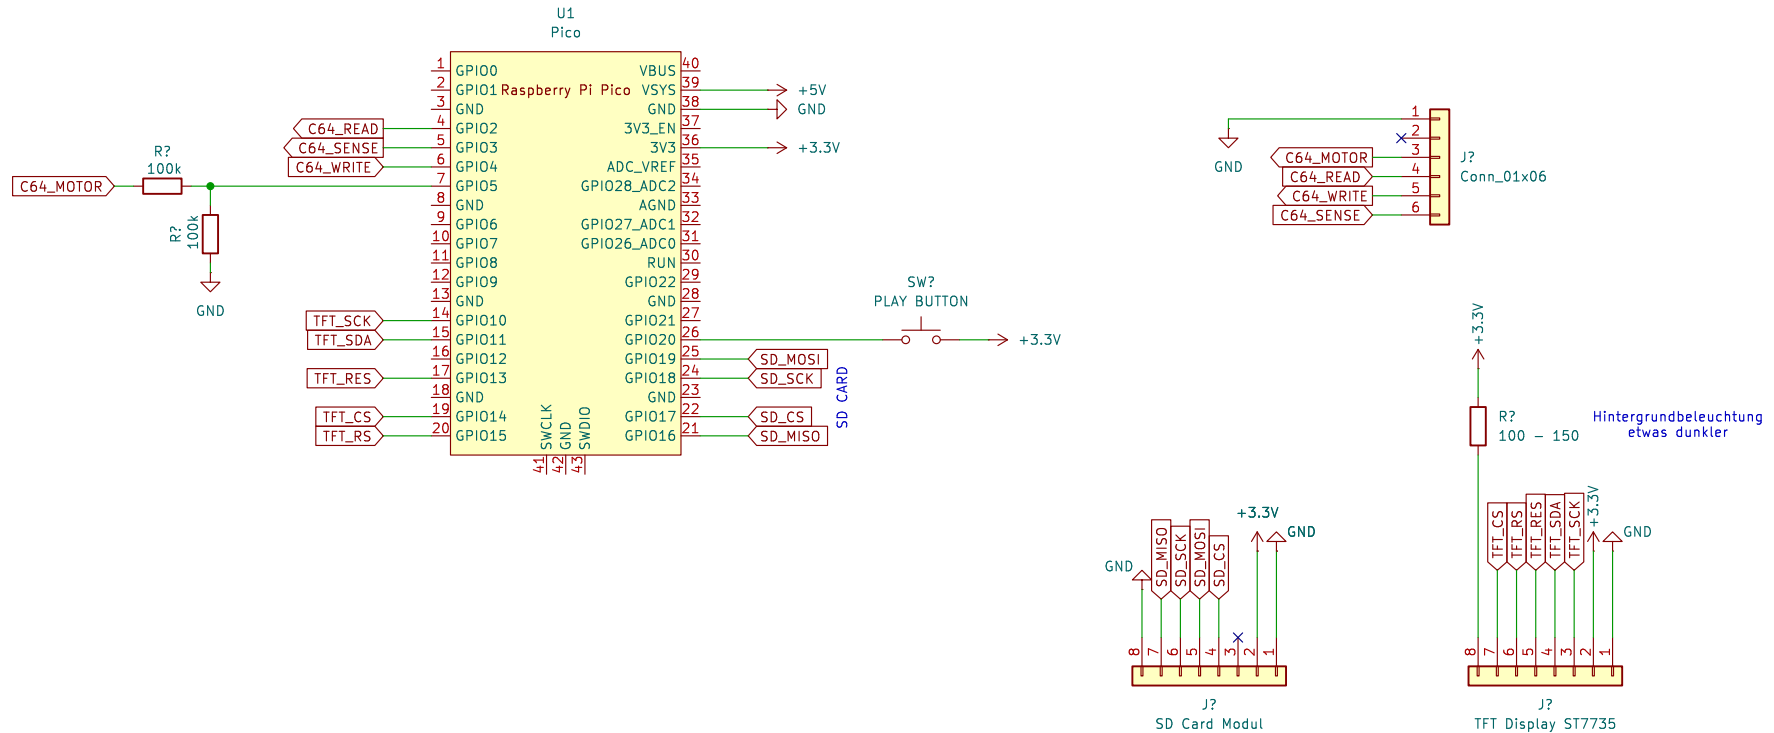 U1
Pico
Raspberry Pi Pico
1 GPIO0
2 GPIO1
3 GND
4 GPIO2
5 GPIO3
6 GPIO4
7 GPIO5
8 GND
9 GPIO6
10 GPIO7
11 GPIO8
12 GPIO9
13 GND
14 GPIO10
15 GPIO11
16 GPIO12
17 GPIO13
18 GND
19 GPIO14
20 GPIO15
VBUS 40
VSYS 39
GND 38
3V3_EN 37
3V3 36
ADC_VREF 35
GPIO28_ADC2 34
AGND 33
GPIO27_ADC1 32
GPIO26_ADC0 31
RUN 30
GPIO22 29
GND 28
GPIO21 27
GPIO20 26
GPIO19 25
GPIO18 24
GND 23
GPIO17 22
GPIO16 21
SWCLK 41
GND 42
SWDIO 43
C64_READ
C64_SENSE
C64_WRITE
C64_MOTOR
R?
100k
R?
100k
GND
TFT_SCK
TFT_SDA
TFT_RES
TFT_CS
TFT_RS
+5V
GND
+3.3V
SW?
PLAY BUTTON
+3.3V
SD_MOSI
SD_SCK
SD_CS
SD_MISO
SD CARD
GND
1
2
C64_MOTOR 3
C64_READ 4
C64_WRITE 5
C64_SENSE 6
J?
Conn_01x06
+3.3V
R?
100 - 150
Hintergrundbeleuchtung
etwas dunkler
GND
SD_MISO
SD_SCK
SD_MOSI
SD_CS
+3.3V
GND
8
7
6
5
4
3
2
1
J?
SD Card Modul
TFT_CS
TFT_RS
TFT_RES
TFT_SDA
TFT_SCK
+3.3V
GND
8
7
6
5
4
3
2
1
J?
TFT Display ST7735